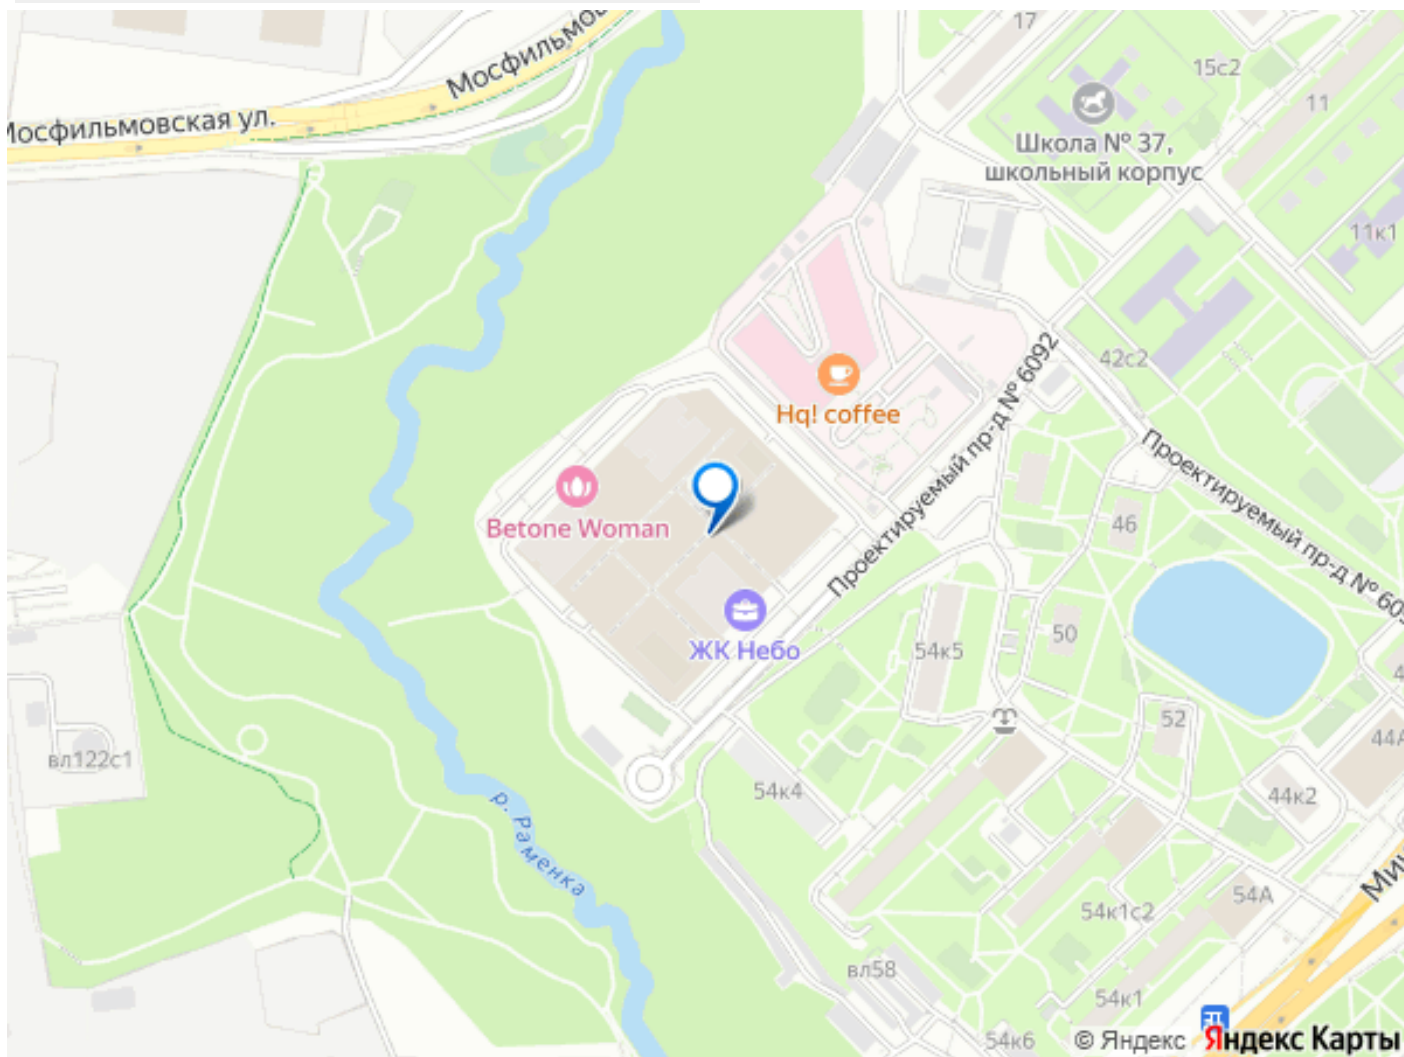 17
15с2
11
Мосфильмо
Мосфильмовская ул.
Школа № 37,
школьный корпус
11к1
42с2
Hq! coffee
Проектируемый пр-д № 6092
Проектируемый пр-д № 609
Betone Woman
46
50
ЖК Небо
54к5
52
44А
вл122с1
54к4
44к2
р. Раменка
54А
54к1с2
вл58
54к1
54к6
© Яндекс Яндекс Карты